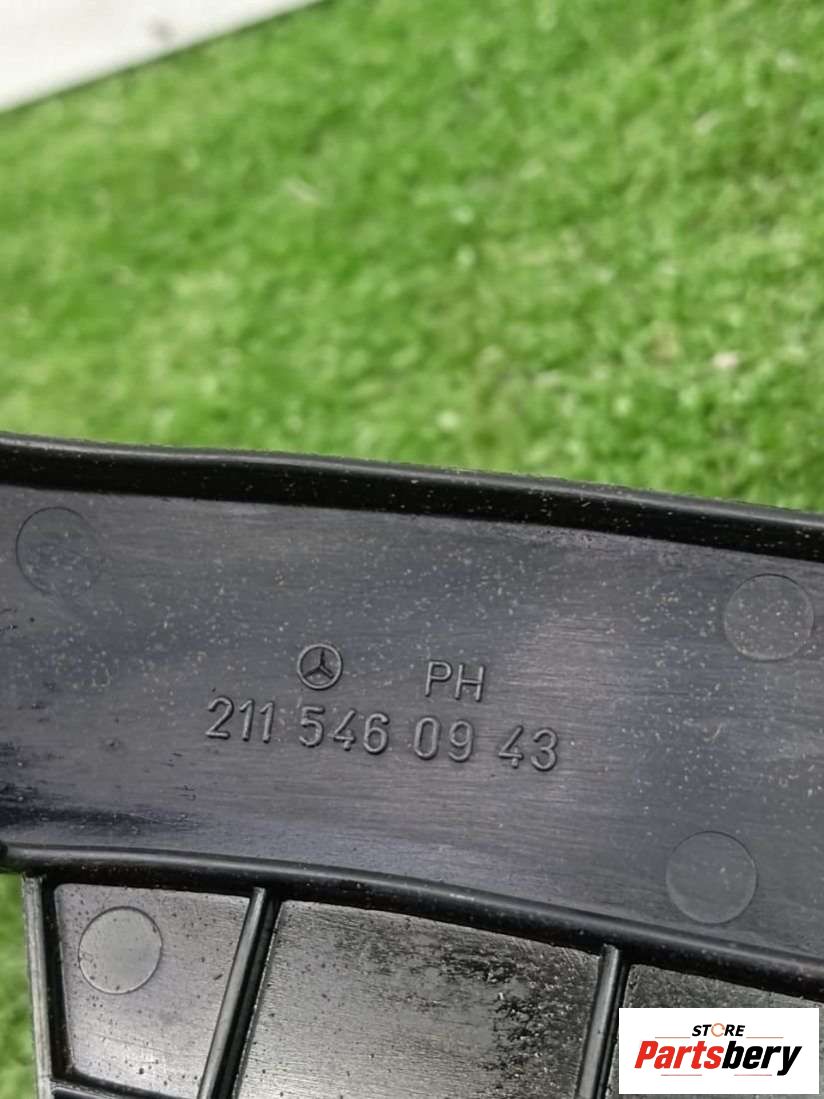 PH
211 546 09 43
STORE
Partsbery